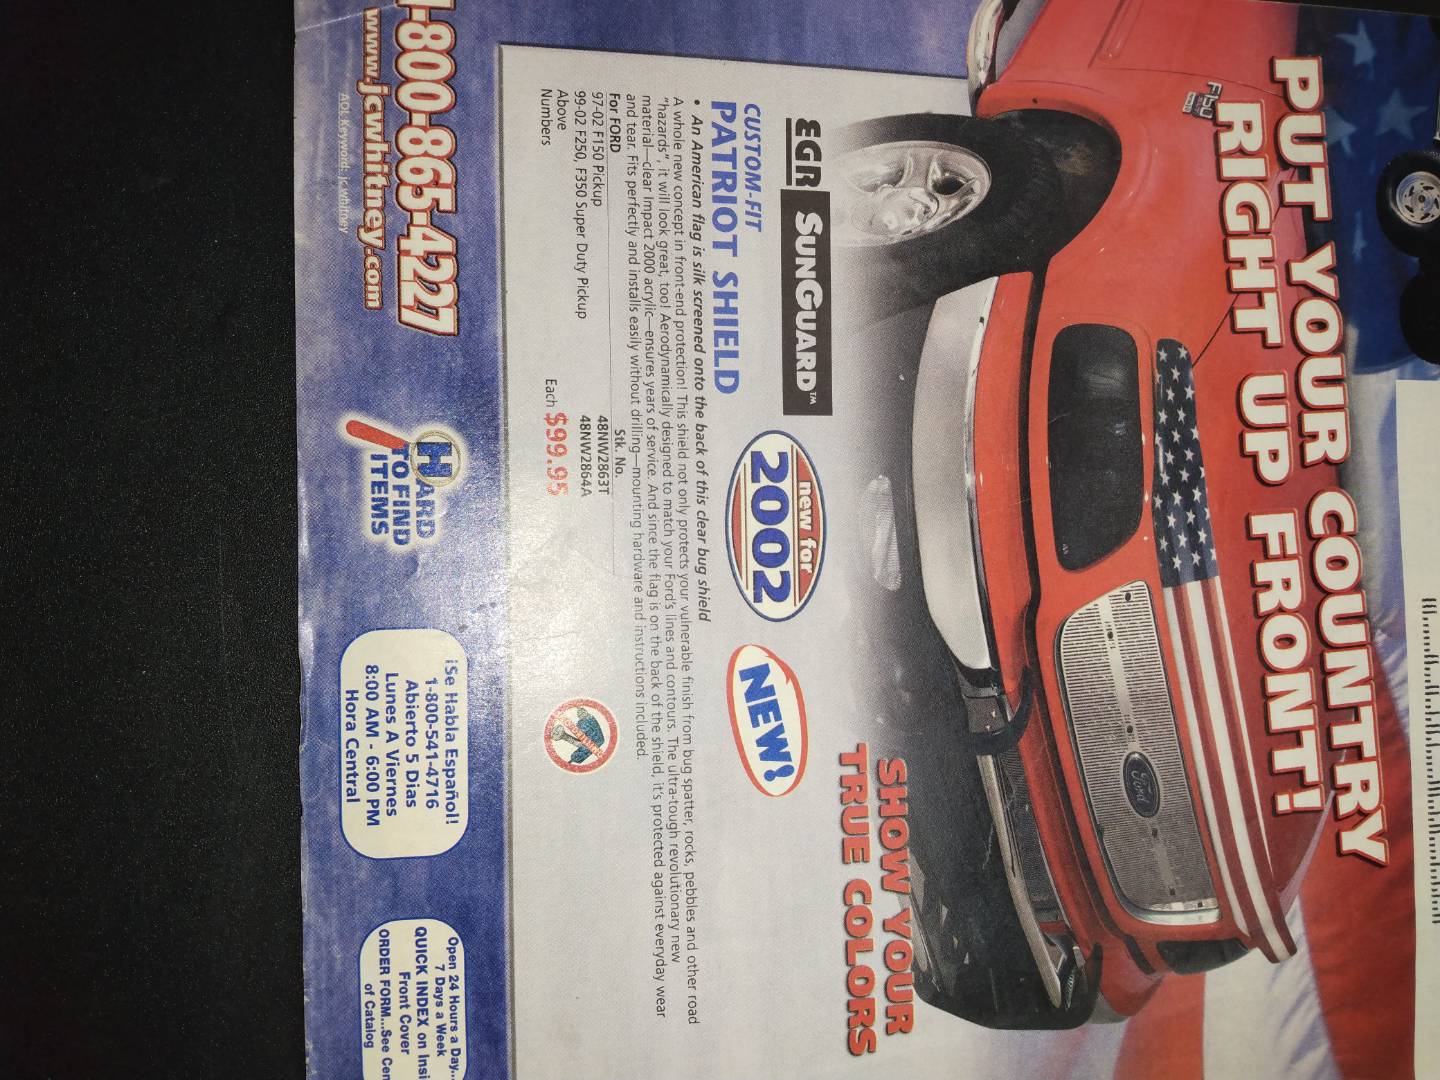 PUT YOUR COUNTRY
RIGHT UP FRONT!
F150
Ford
SHOW YOUR
TRUE COLORS
EGR SUNGUARD™
new for
2002
NEW!
CUSTOM-FIT
PATRIOT SHIELD
• An American flag is silk screened onto the back of this clear bug shield
A whole new concept in front-end protection! This shield not only protects your vulnerable finish from bug spatter, rocks, pebbles and other road
"hazards", it will look great, too! Aerodynamically designed to match your Ford's lines and contours. The ultra-tough revolutionary new
material—clear Impact 2000 acrylic—ensures years of service. And since the flag is on the back of the shield, it's protected against everyday wear
and tear. Fits perfectly and installs easily without drilling—mounting hardware and instructions included.
For FORD Stk. No.
97-02 F150 Pickup 48NW2863T
99-02 F250, F350 Super Duty Pickup 48NW2864A
Above
Numbers Each $99.95
1-800-865-4227
www.jcwhitney.com
AOL Keyword: jc whitney
HARD
TO FIND
ITEMS
¡Se Habla Español!
1-800-541-4716
Abierto 5 Dias
Lunes A Viernes
8:00 AM - 6:00 PM
Hora Central
Open 24 Hours a Day...
7 Days a Week
QUICK INDEX on Insi
Front Cover
ORDER FORM...See Cen
of Catalog